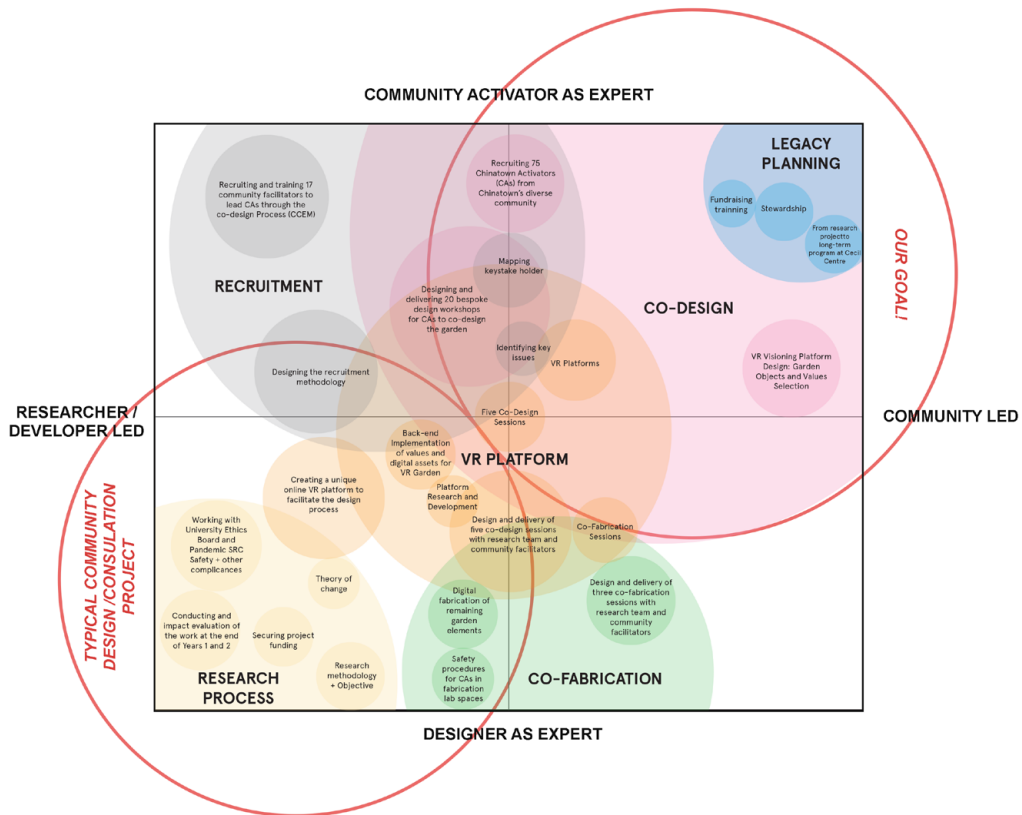 COMMUNITY ACTIVATOR AS EXPERT
LEGACY
PLANNING
Recruiting 75
Chinatown Activators
(CAs) from
Chinatown's diverse
community
Recruiting and training 17
community facilitators to
lead CAs through the
co-design Process (CCEM)
Fundraising
trainning
Stewardship
From research
projectto
long-term
program at Cecil
Centre
Mapping
keystake holder
RECRUITMENT
Designing and
delivering 20 bespoke
design workshops
for CAs to co-design
the garden
CO-DESIGN
OUR GOAL!
Identifying key
issues
VR Platforms
VR Visioning Platform
Design: Garden
Objects and Values
Selection
Designing the recruitment
methodology
RESEARCHER /
DEVELOPER LED
COMMUNITY LED
Five Co-Design
Sessions
Back-end
Implementation
of values and
digital assets for
VR Garden
VR PLATFORM
Creating a unique
online VR platform to
facilitate the design
process
Platform
Research and
Development
Design and delivery of
five co-design sessions
with research team and
community facilitators
Co-Fabrication
Sessions
TYPICAL COMMUNITY
DESIGN /CONSULATION
PROJECT
Working with
University Ethics
Board and
Pandemic SRC
Safety + other
complicances
Theory of
change
Digital
fabrication of
remaining
garden
elements
Design and delivery of
three co-fabrication
sessions with
research team and
community
facilitators
Conducting and
impact evaluation of
the work at the end
of Years 1 and 2
Securing project
funding
Research
methodology
+ Objective
Safety
procedures
for CAs in
fabrication
lab spaces
RESEARCH
PROCESS
CO-FABRICATION
DESIGNER AS EXPERT